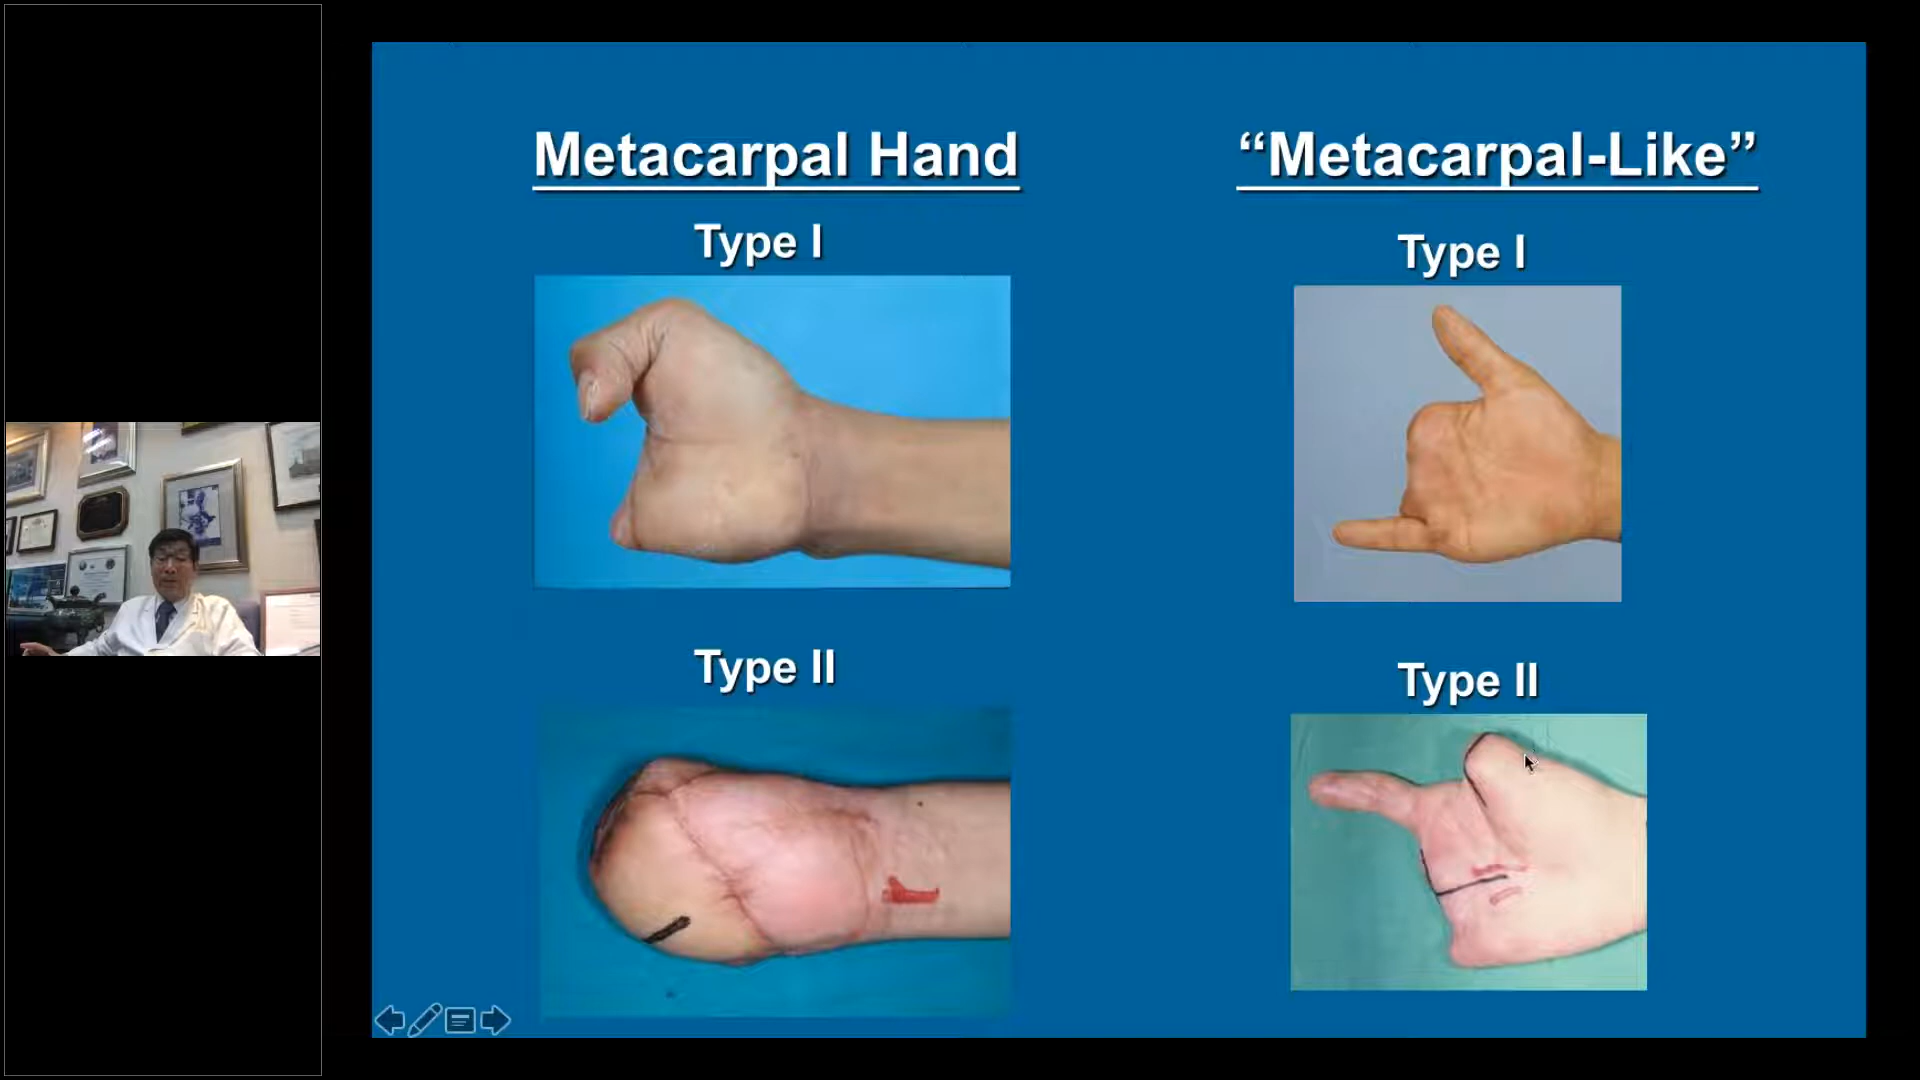 Metacarpal Hand
Type I
Type II
“Metacarpal-Like”
Type I
Type II